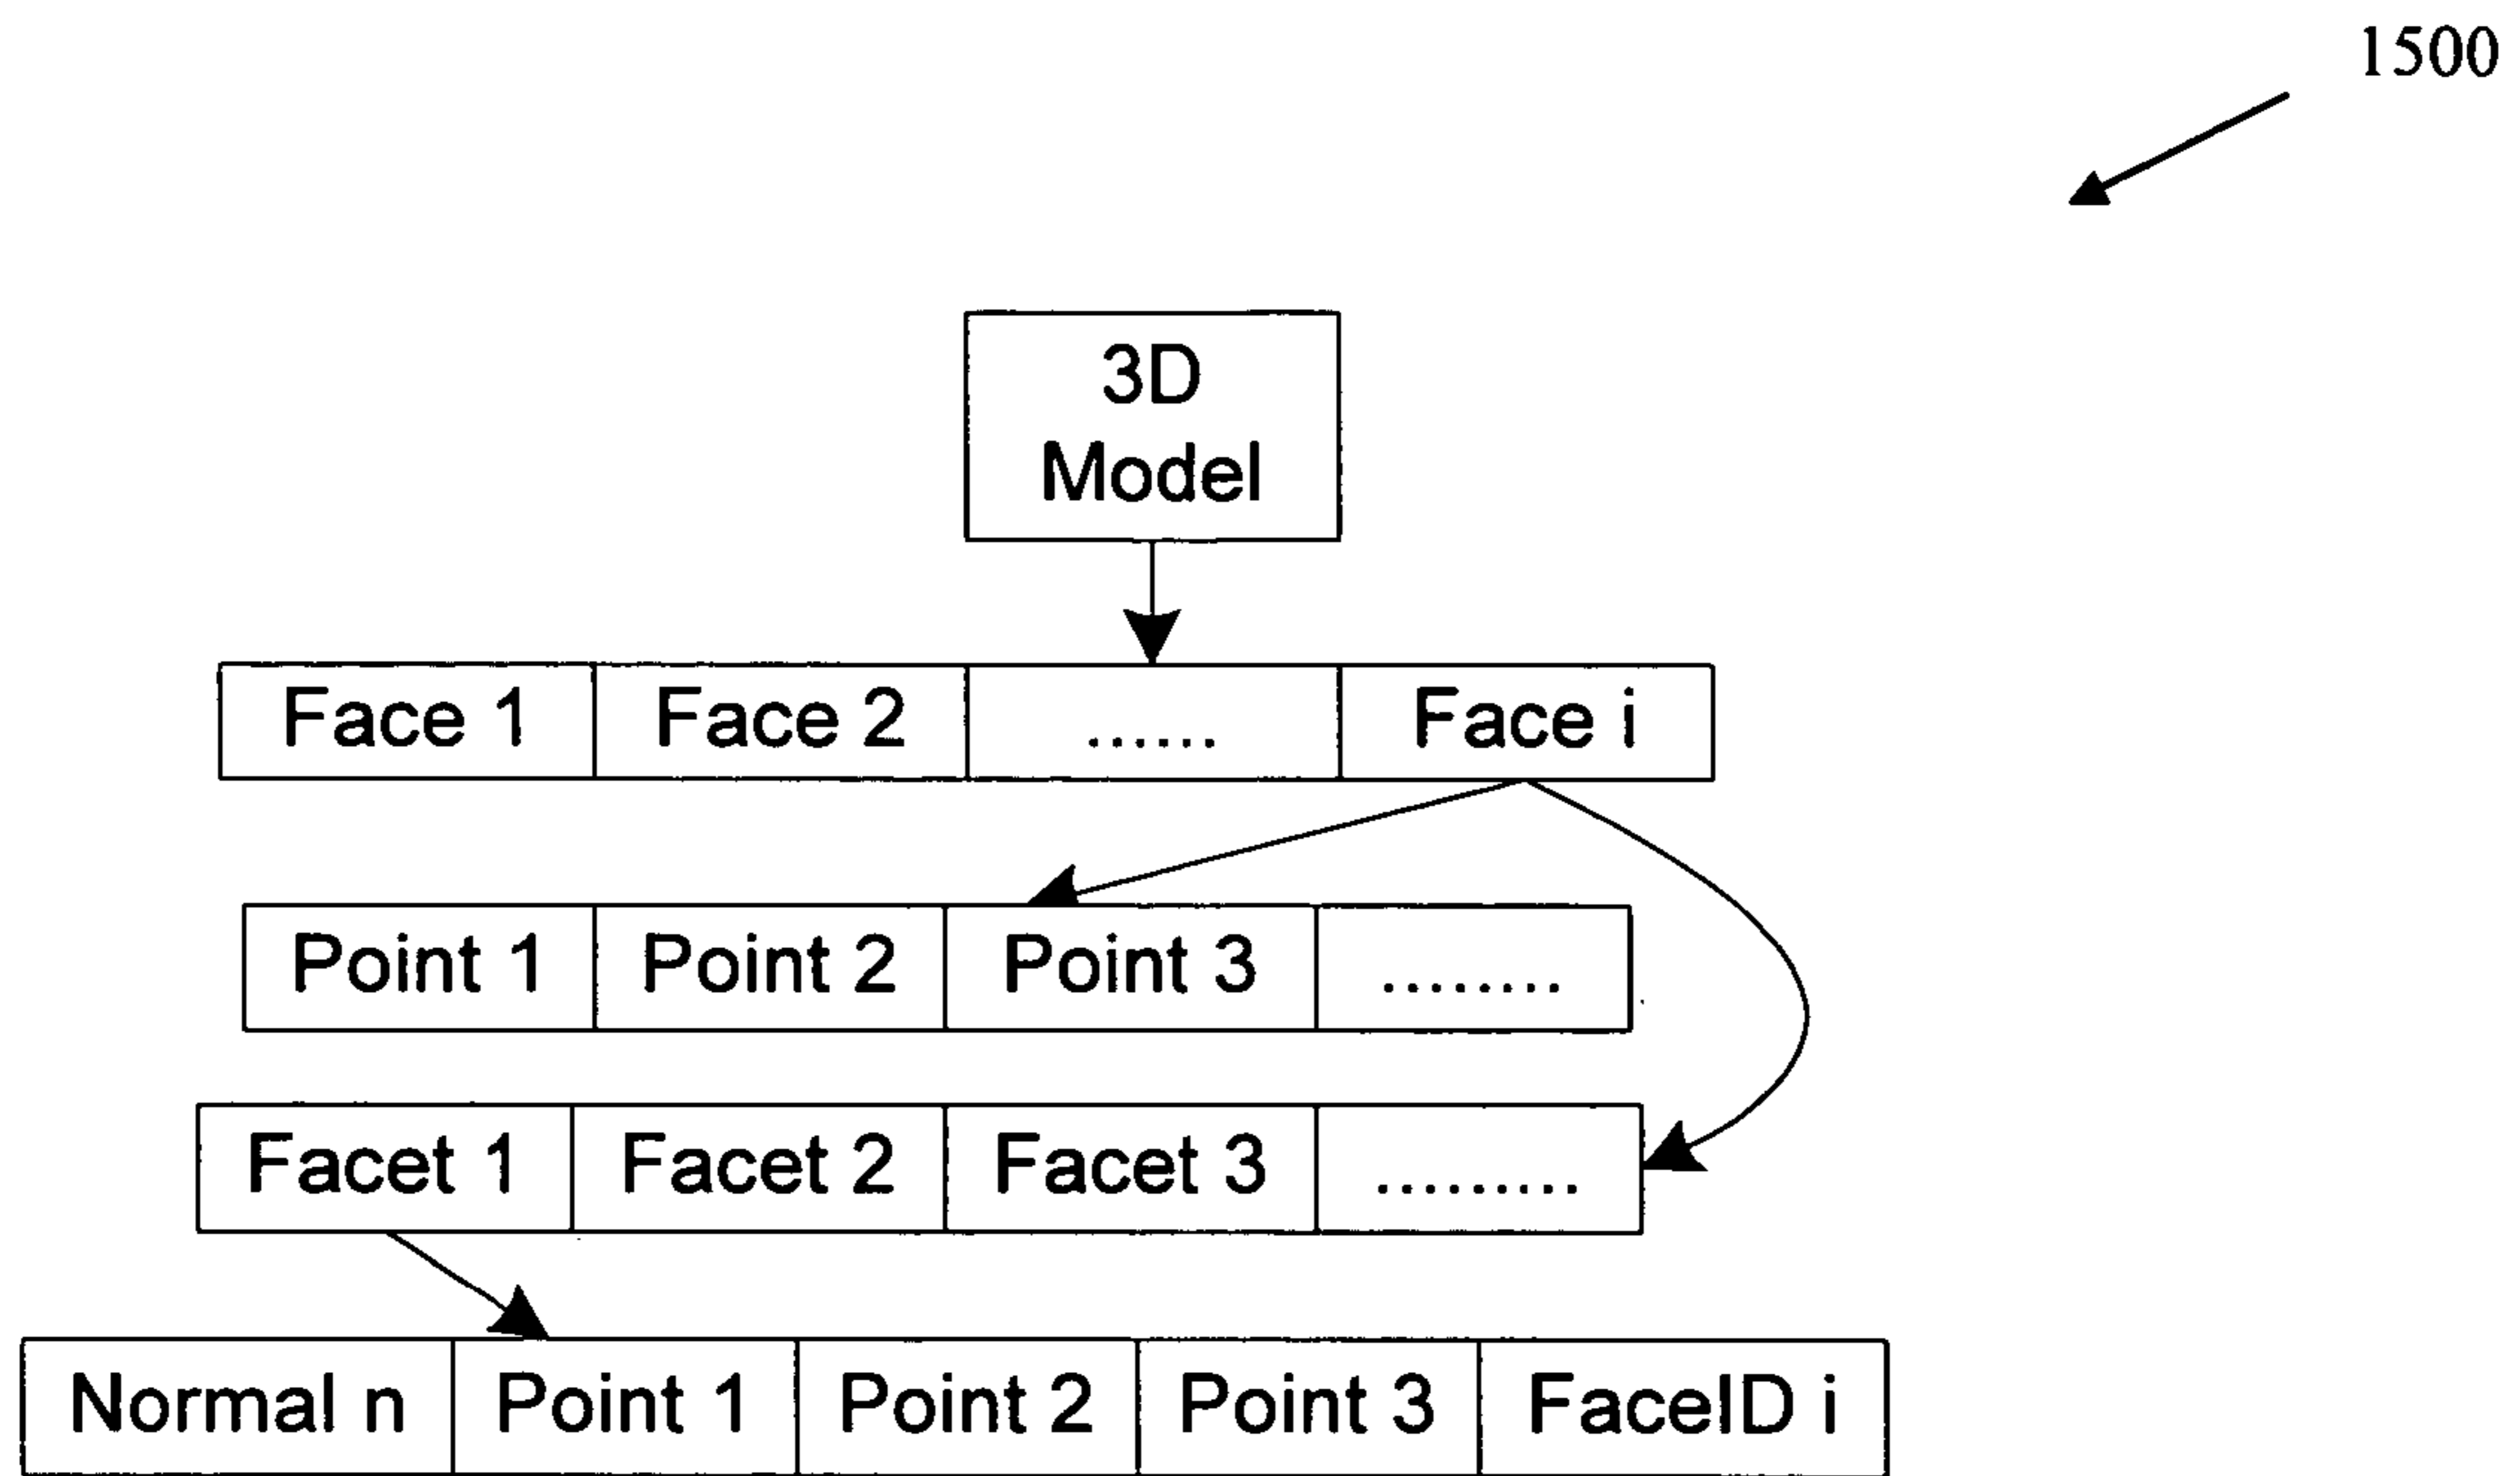 1500
3D
Model
Face 1 Face 2 ...... Face i
Point 1 Point 2 Point 3 ........
Facet 1 Facet 2 Facet 3 .........
Normal n Point 1 Point 2 Point 3 FaceID i